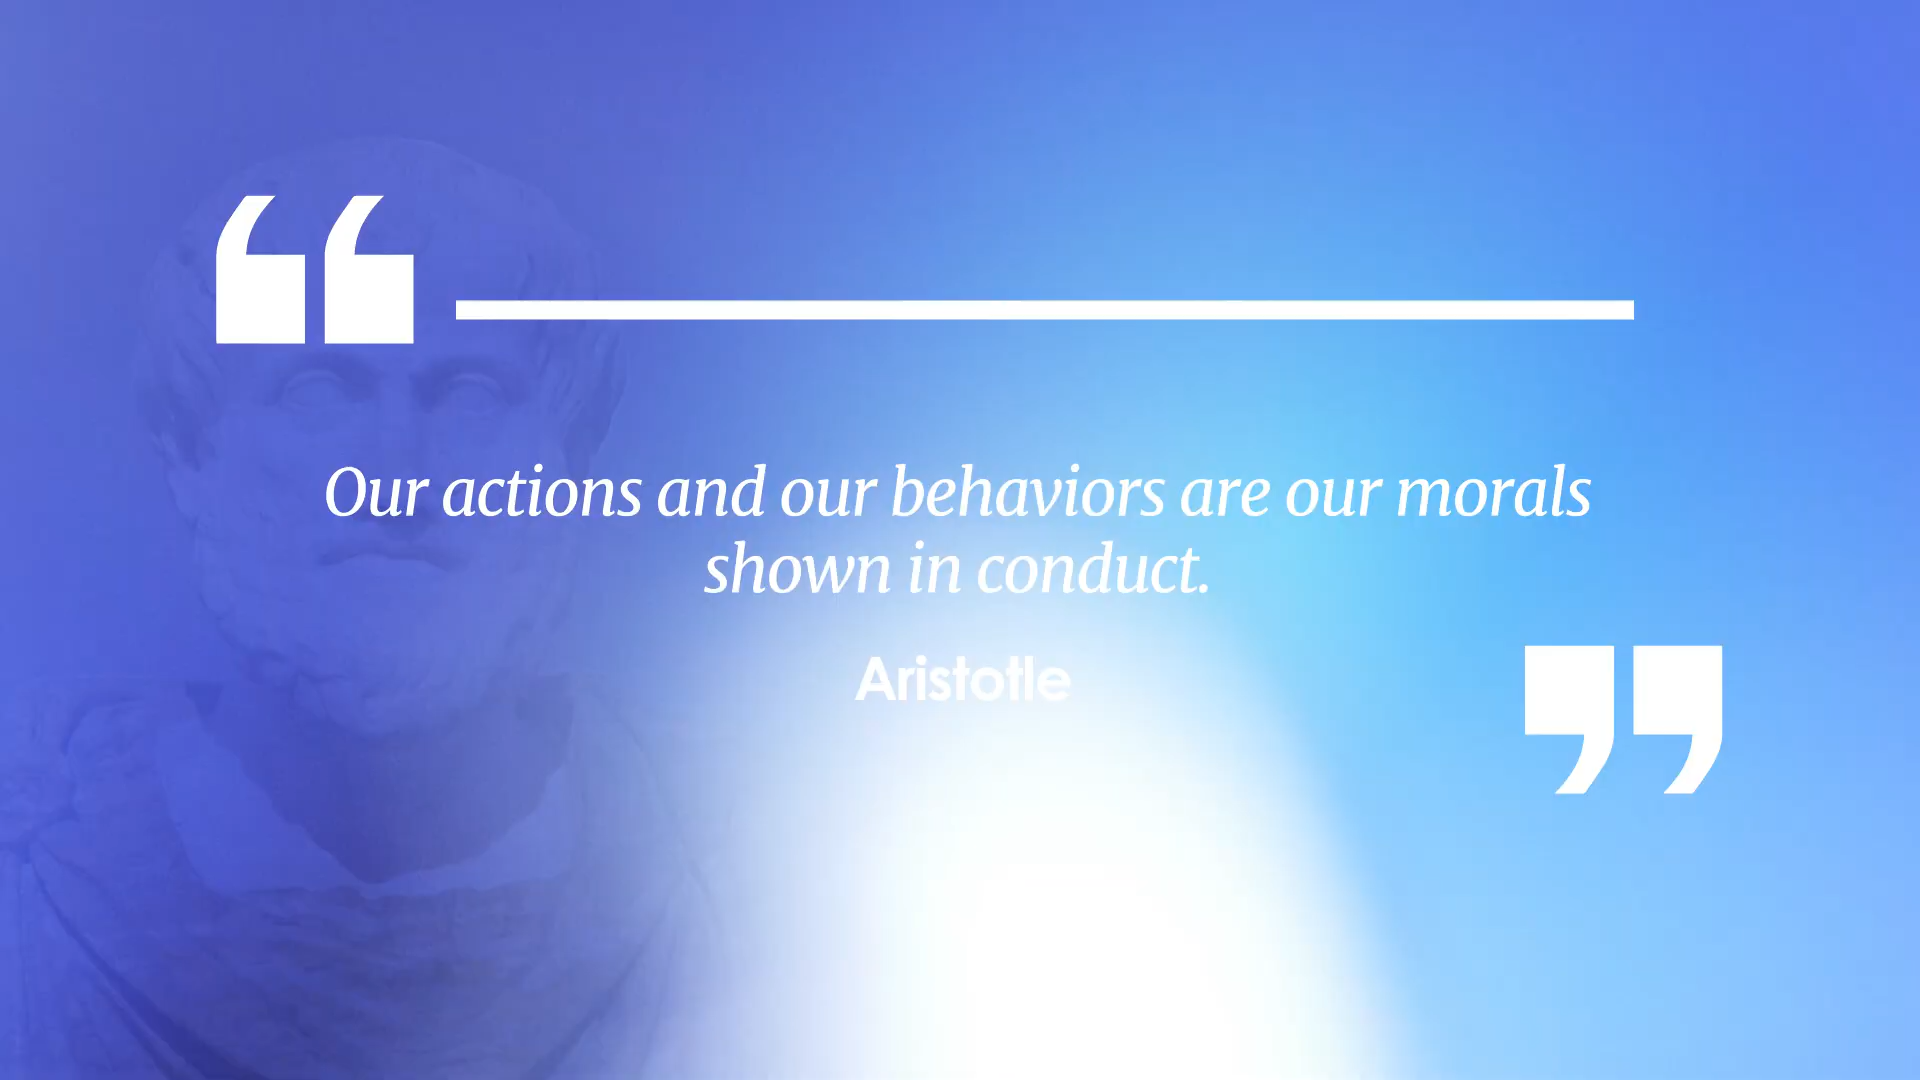 “
Our actions and our behaviors are our morals
shown in conduct.
Aristotle
”